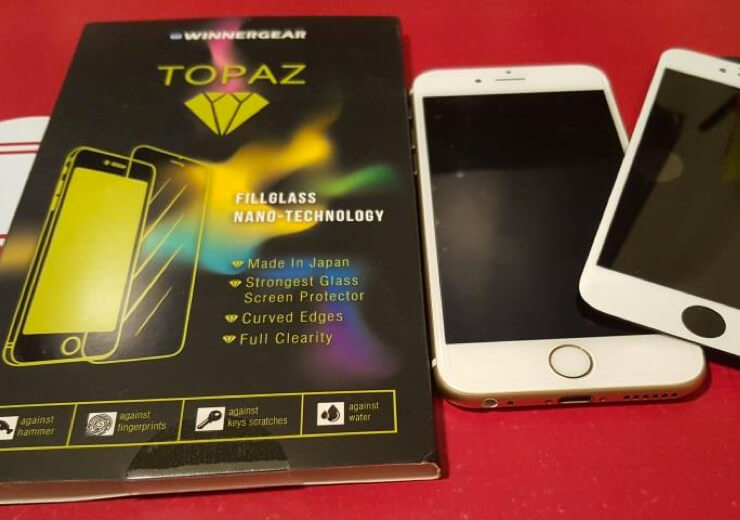 WINNERGEAR
TOPAZ
FILLGLASS
NANO-TECHNOLOGY
Made In Japan
Strongest Glass
Screen Protector
Curved Edges
Full Clearity
against
hammer
against
fingerprints
against
keys scratches
against
water